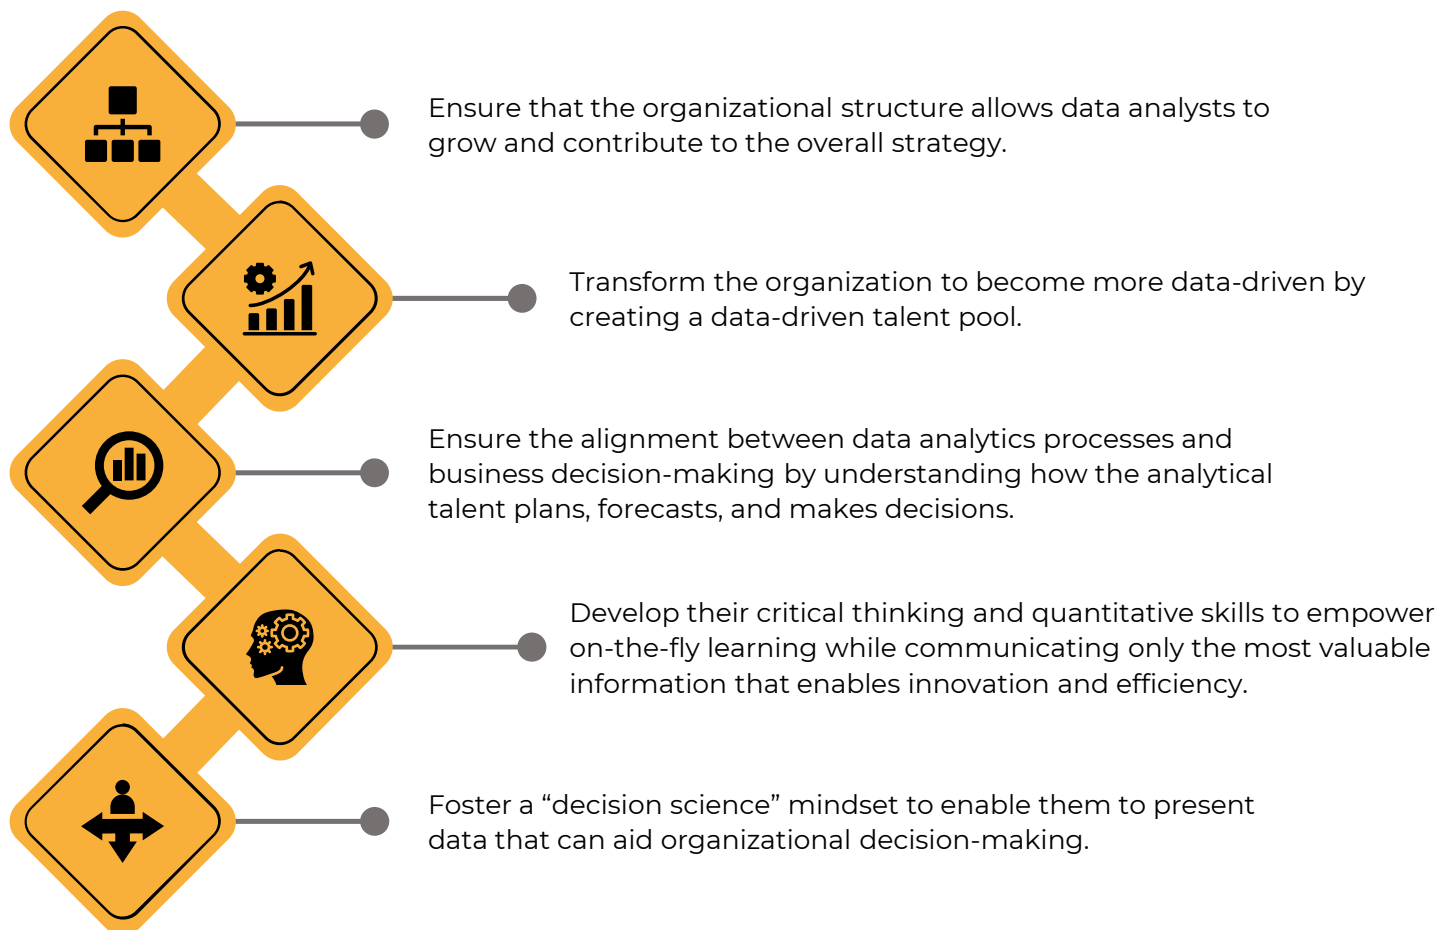 Ensure that the organizational structure allows data analysts to
grow and contribute to the overall strategy.
Transform the organization to become more data-driven by
creating a data-driven talent pool.
Ensure the alignment between data analytics processes and
business decision-making by understanding how the analytical
talent plans, forecasts, and makes decisions.
Develop their critical thinking and quantitative skills to empower
on-the-fly learning while communicating only the most valuable
information that enables innovation and efficiency.
Foster a “decision science” mindset to enable them to present
data that can aid organizational decision-making.